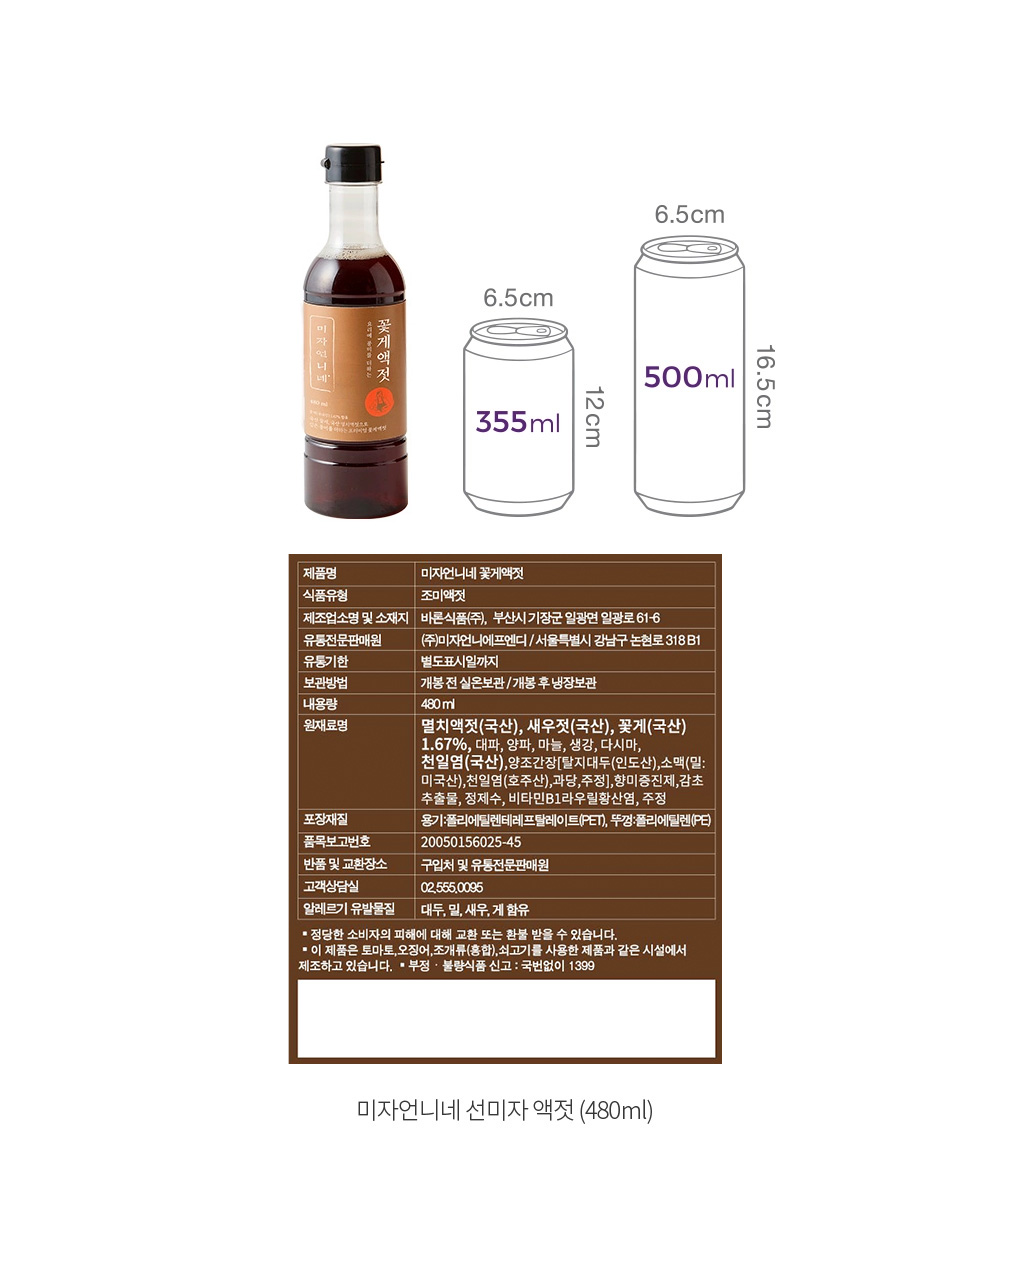 6.5cm
6.5cm
16.5cm
500ml
12cm
355ml
미자언니네
꽃게액젓
요리에 풍미를 더하는
480 ml
제품명 미자언니네 꽃게액젓
식품유형 조미액젓
제조업소명 및 소재지 바론식품(주), 부산시 기장군 일광면 일광로 61-6
유통전문판매원 (주)미자언니에프엔디 / 서울특별시 강남구 논현로 318 B1
유통기한 별도표시일까지
보관방법 개봉 전 실온보관 / 개봉 후 냉장보관
내용량 480 ml
원재료명 멸치액젓(국산), 새우젓(국산), 꽃게(국산)
1.67%, 대파, 양파, 마늘, 생강, 다시마,
천일염(국산),양조간장[탈지대두(인도산),소맥(밀:
미국산),천일염(호주산),과당,주정],향미증진제,감초
추출물, 정제수, 비타민B1라우릴황산염, 주정
포장재질 용기:폴리에틸렌테레프탈레이트(PET), 뚜껑:폴리에틸렌(PE)
품목보고번호 20050156025-45
반품 및 교환장소 구입처 및 유통전문판매원
고객상담실 02.555.0095
알레르기 유발물질 대두, 밀, 새우, 게 함유
▪ 정당한 소비자의 피해에 대해 교환 또는 환불 받을 수 있습니다.
▪ 이 제품은 토마토,오징어,조개류(홍합),쇠고기를 사용한 제품과 같은 시설에서
제조하고 있습니다. ▪ 부정 · 불량식품 신고 : 국번없이 1399
미자언니네 선미자 액젓 (480ml)